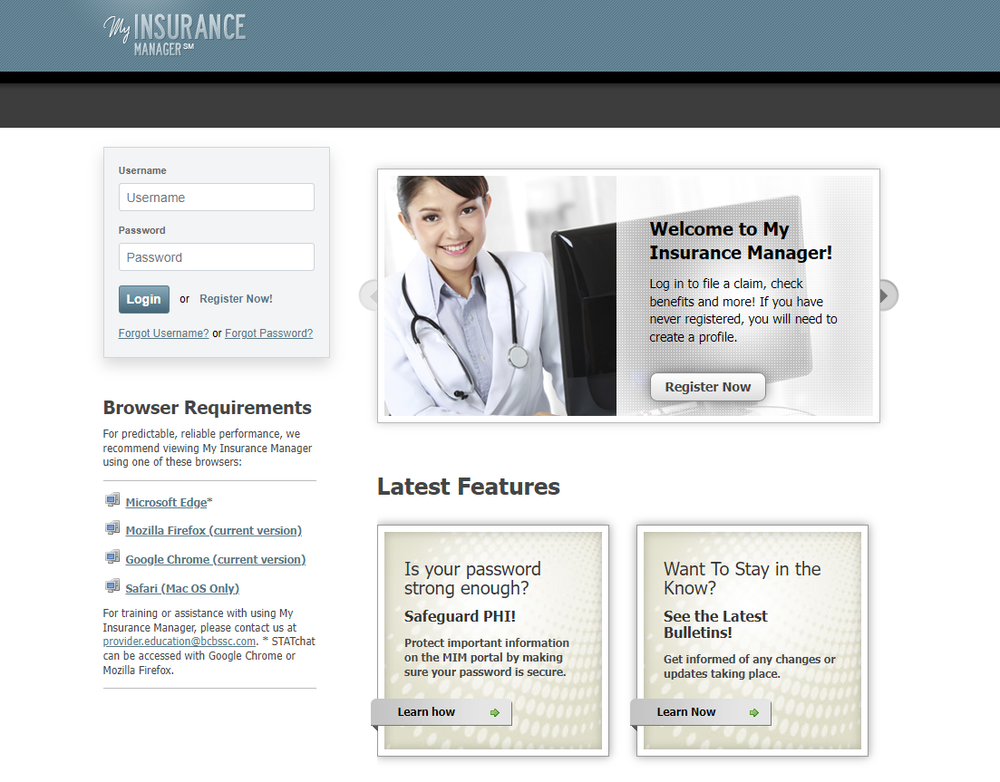 My INSURANCE
MANAGER SM
Username
Username
Password
Password
Login or Register Now!
Forgot Username? or Forgot Password?
Browser Requirements
For predictable, reliable performance, we
recommend viewing My Insurance Manager
using one of these browsers:
Microsoft Edge*
Mozilla Firefox (current version)
Google Chrome (current version)
Safari (Mac OS Only)
For training or assistance with using My
Insurance Manager, please contact us at
provider.education@bcbssc.com. * STATchat
can be accessed with Google Chrome or
Mozilla Firefox.
Welcome to My
Insurance Manager!
Log in to file a claim, check
benefits and more! If you have
never registered, you will need to
create a profile.
Register Now
Latest Features
Is your password
strong enough?
Safeguard PHI!
Protect important information
on the MIM portal by making
sure your password is secure.
Learn how
Want To Stay in the
Know?
See the Latest
Bulletins!
Get informed of any changes or
updates taking place.
Learn Now